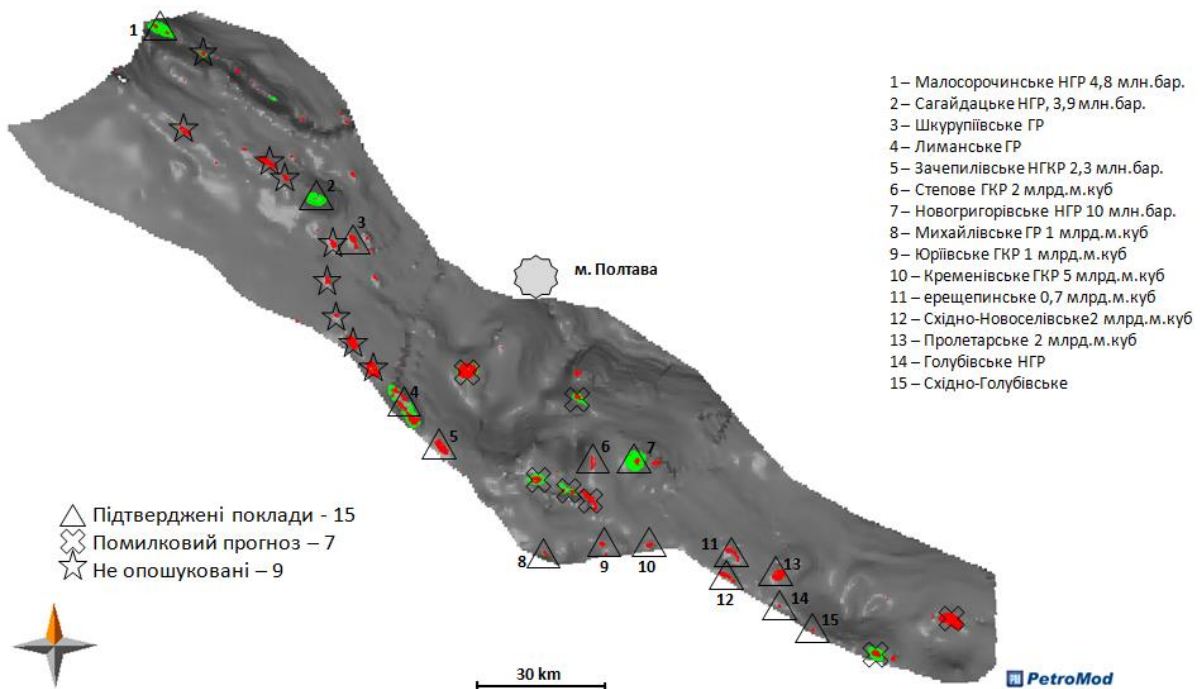 1
2
3
м. Полтава
4
5
6
7
8
9
10
11
12
13
14
15
1 – Малосорочинське НГР 4,8 млн.бар.
2 – Сагайдацьке НГР, 3,9 млн.бар.
3 – Шкурупіївське ГР
4 – Лиманське ГР
5 – Зачепилівське НГКР 2,3 млн.бар.
6 – Степове ГКР 2 млрд.м.куб
7 – Новогригорівське НГР 10 млн.бар.
8 – Михайлівське ГР 1 млрд.м.куб
9 – Юріївське ГКР 1 млрд.м.куб
10 – Кременівське ГКР 5 млрд.м.куб
11 – ерещепинське 0,7 млрд.м.куб
12 – Східно-Новоселівське2 млрд.м.куб
13 – Пролетарське 2 млрд.м.куб
14 – Голубівське НГР
15 – Східно-Голубівське
Підтверджені поклади - 15
Помилковий прогноз – 7
Не опошуковані – 9
30 km
PetroMod